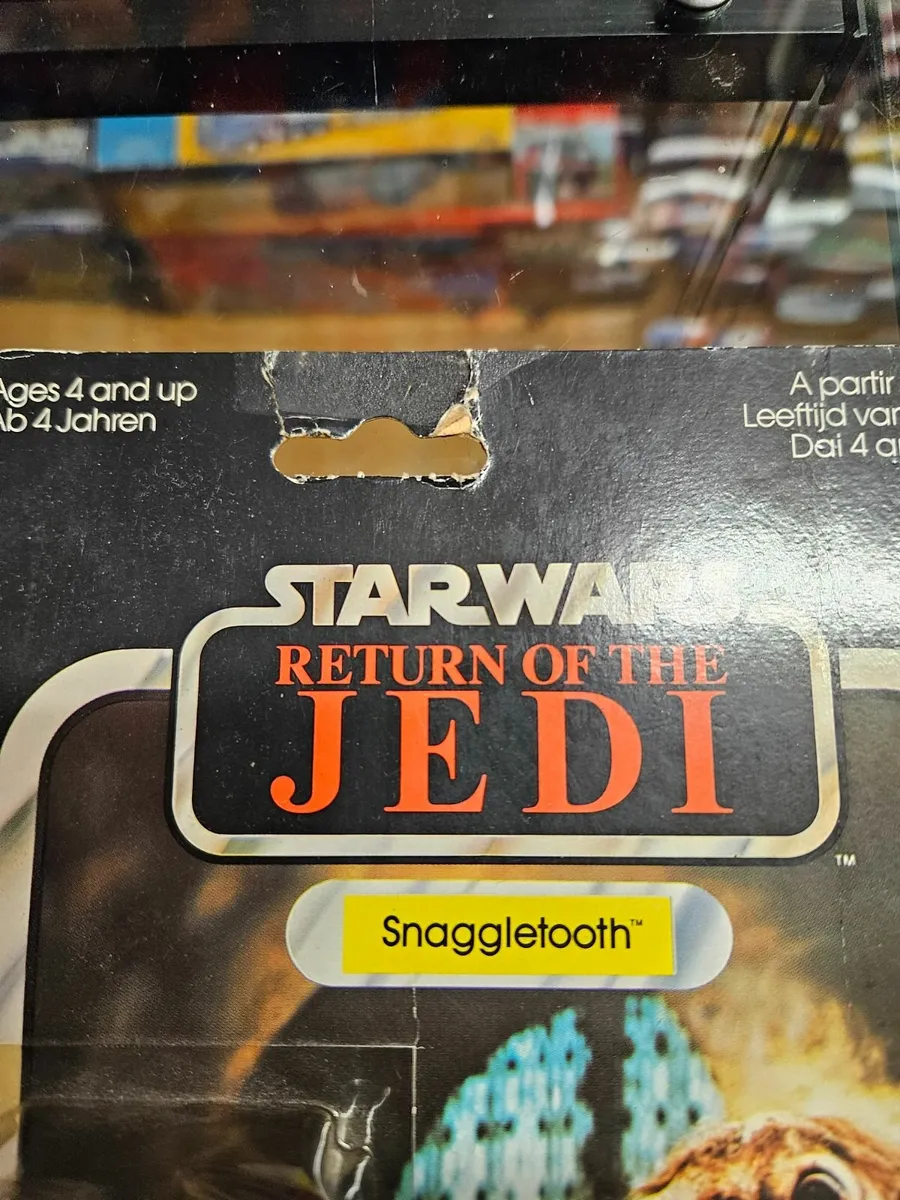 Ages 4 and up
Ab 4 Jahren
A partir
Leeftijd
Dai 4
STAR WARS
RETURN OF THE
JEDI
TM
Snaggletooth™